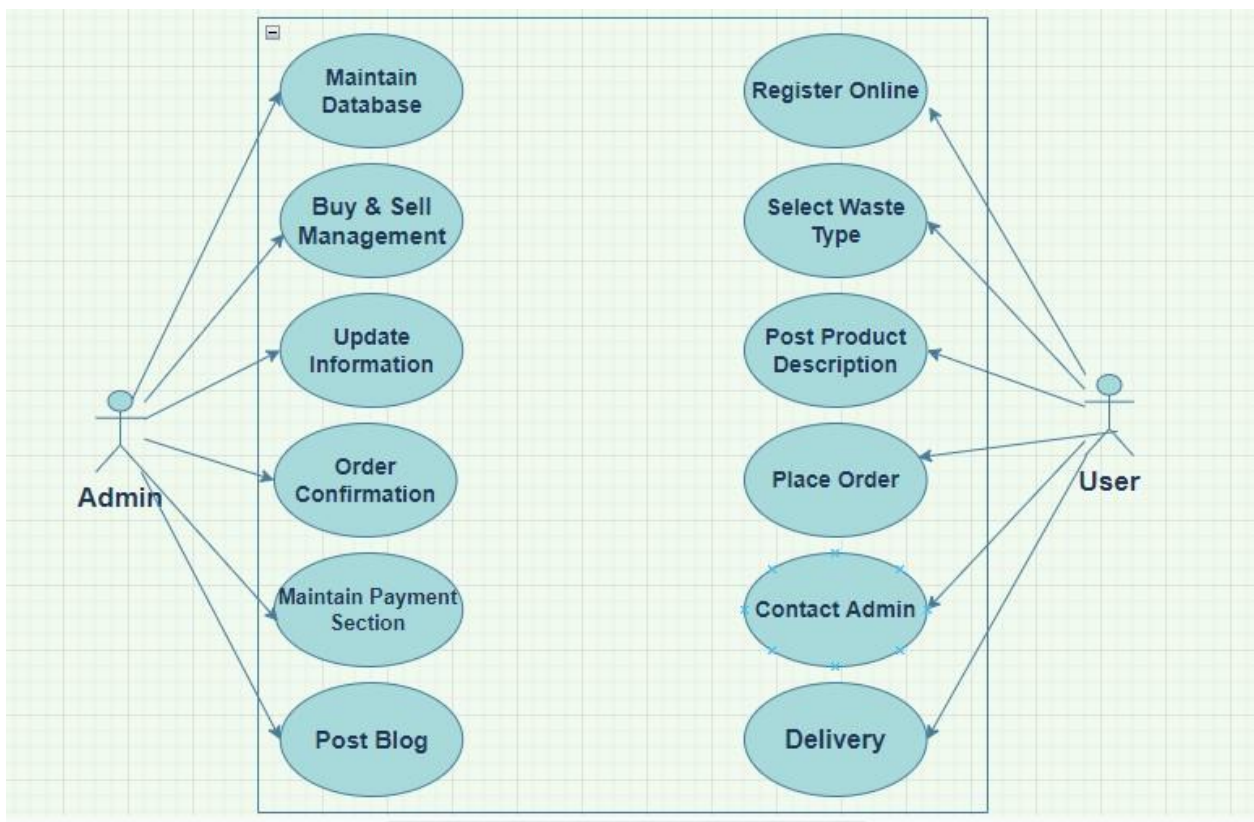 Maintain
Database
Register Online
Buy & Sell
Management
Select Waste
Type
Update
Information
Post Product
Description
Admin
Order
Confirmation
Place Order
User
Maintain Payment
Section
Contact Admin
Post Blog
Delivery